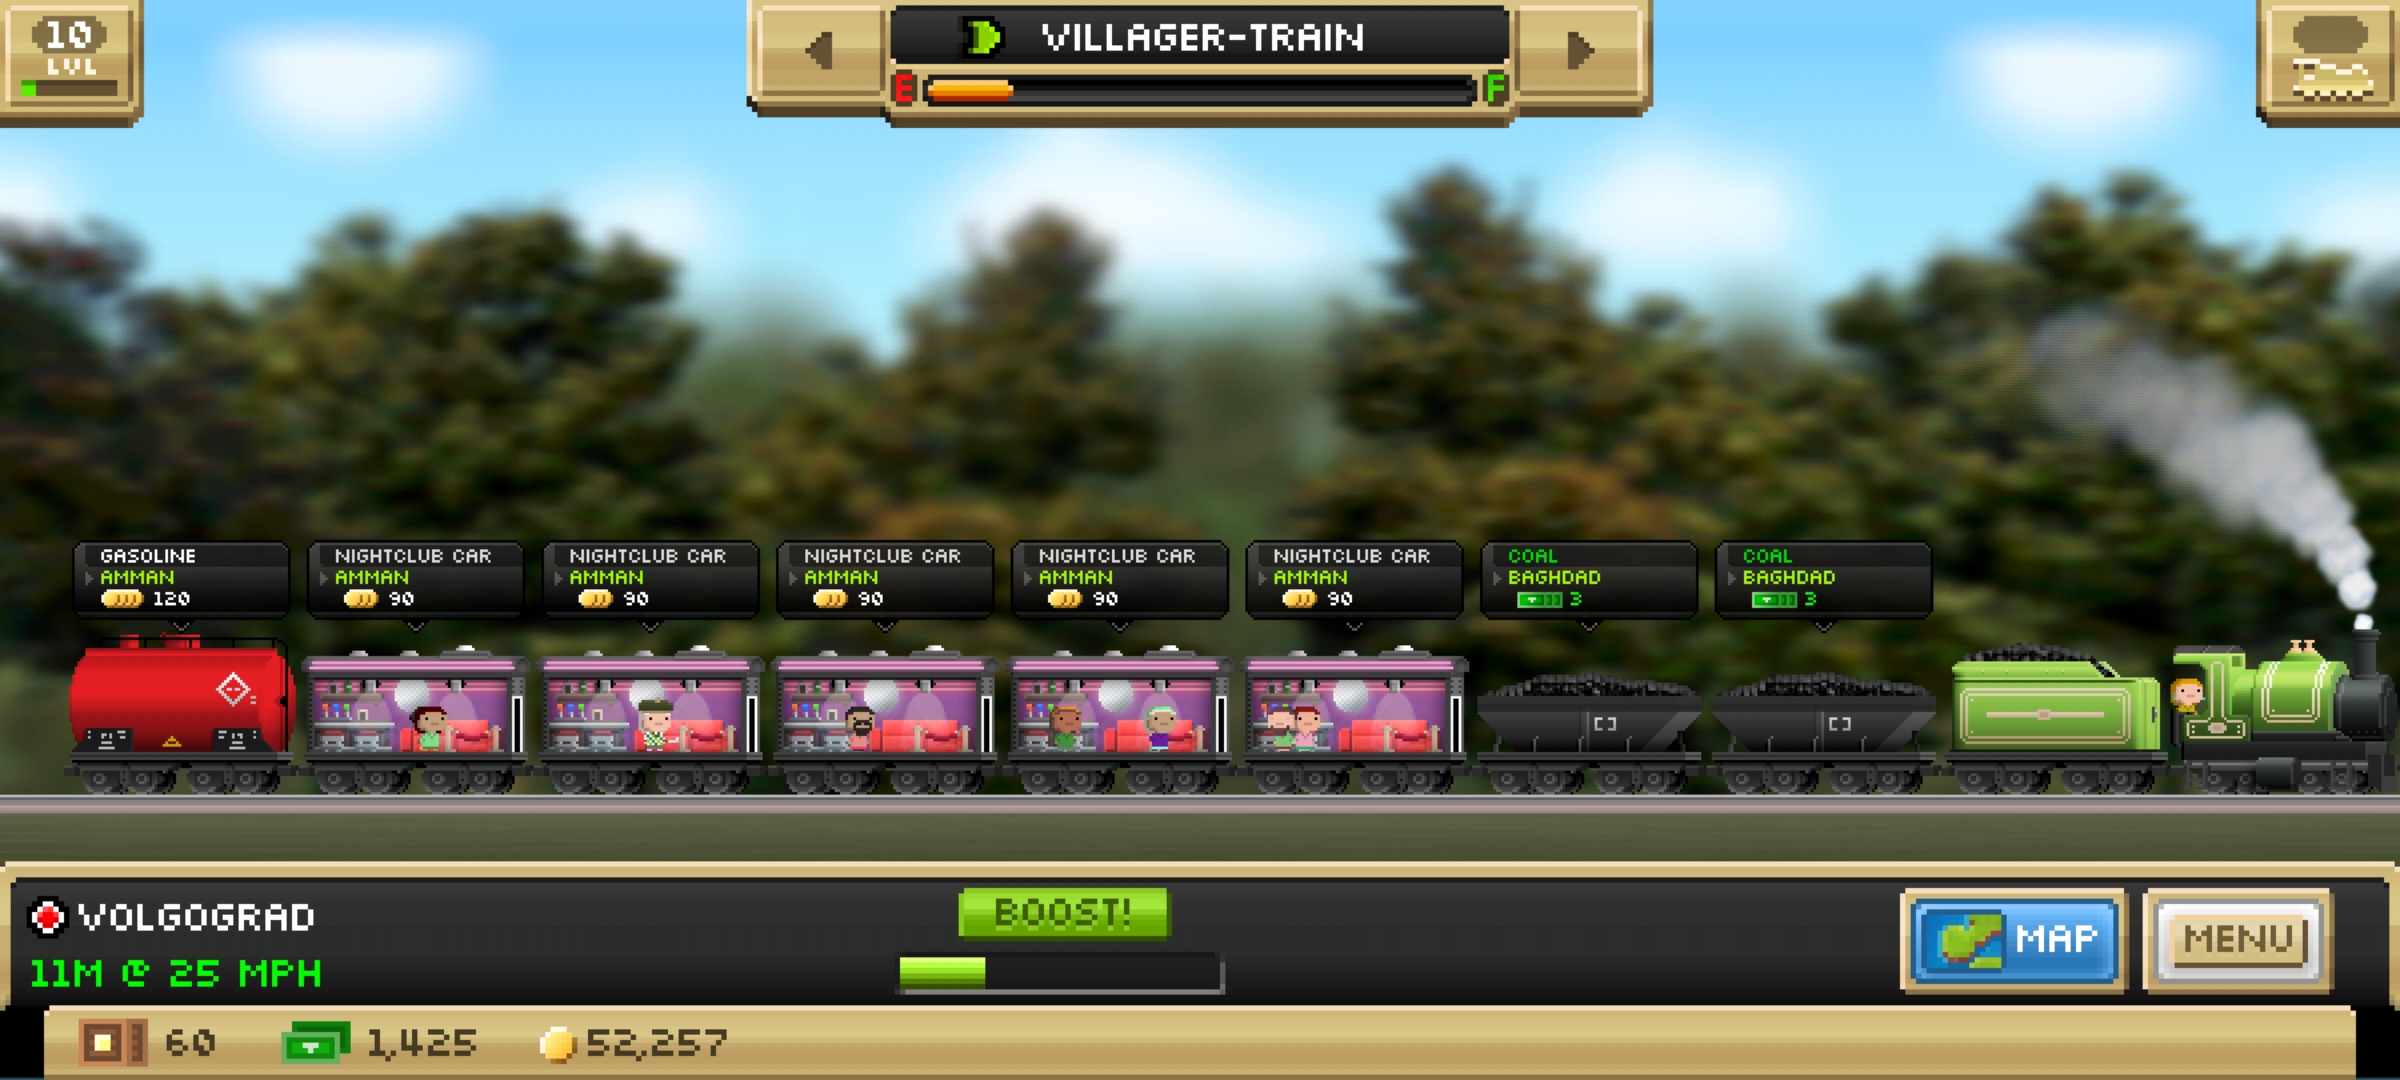 10
LVL
VILLAGER-TRAIN
E F
GASOLINE
AMMAN
120
NIGHTCLUB CAR
AMMAN
90
NIGHTCLUB CAR
AMMAN
90
NIGHTCLUB CAR
AMMAN
90
NIGHTCLUB CAR
AMMAN
90
NIGHTCLUB CAR
AMMAN
90
COAL
BAGHDAD
3
COAL
BAGHDAD
3
VOLGOGRAD
11M @ 25 MPH
BOOST!
MAP
MENU
60
1,425
52,257